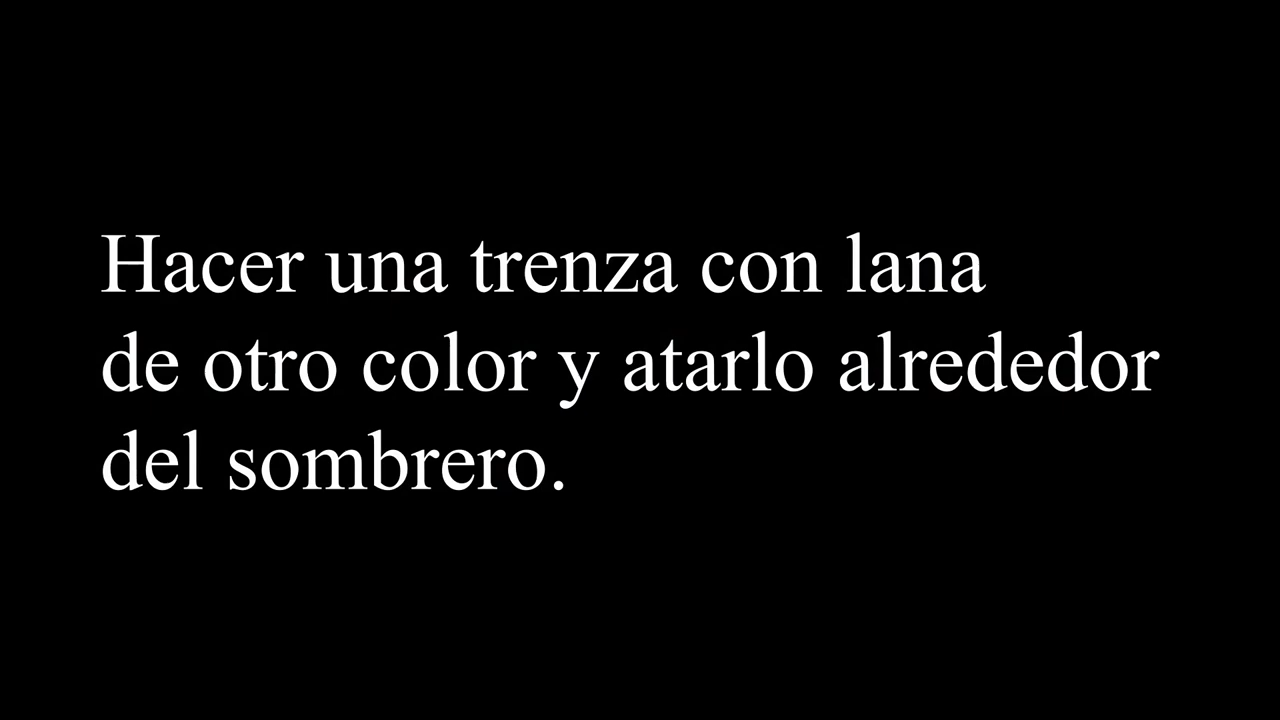 Hacer una trenza con lana
de otro color y atarlo alrededor
del sombrero.